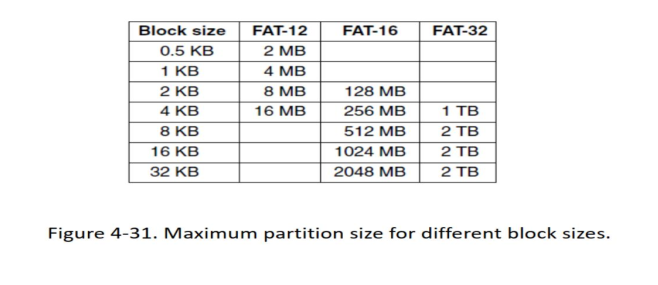 Block size FAT-12 FAT-16 FAT-32
0.5 KB 2 MB
1 KB 4 MB
2 KB 8 MB 128 MB
4 KB 16 MB 256 MB 1 TB
8 KB 512 MB 2 TB
16 KB 1024 MB 2 TB
32 KB 2048 MB 2 TB
Figure 4-31. Maximum partition size for different block sizes.